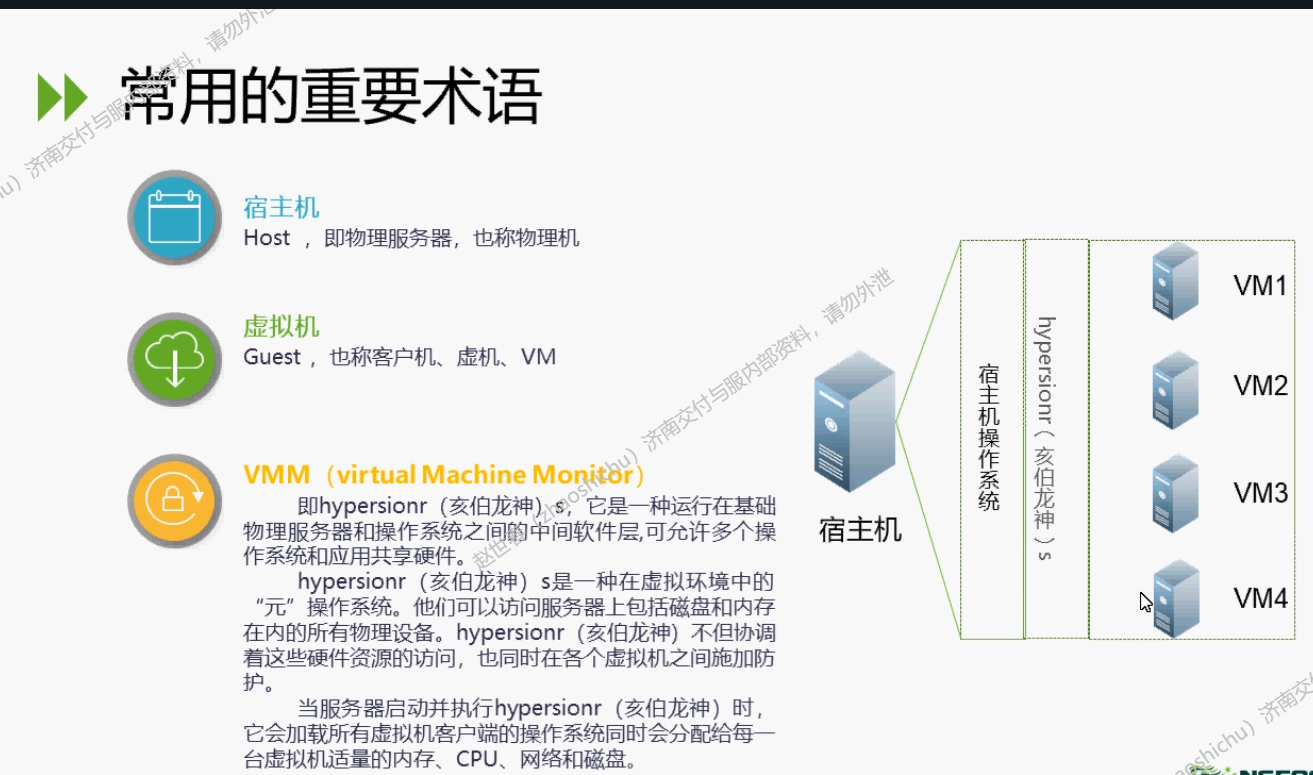 常用的重要术语
宿主机
Host ，即物理服务器，也称物理机
虚拟机
Guest ，也称客户机、虚机、VM
VMM（virtual Machine Monitor）
即hypersionr（亥伯龙神）s，它是一种运行在基础
物理服务器和操作系统之间的中间软件层,可允许多个操
作系统和应用共享硬件。
hypersionr（亥伯龙神）s是一种在虚拟环境中的
“元”操作系统。他们可以访问服务器上包括磁盘和内存
在内的所有物理设备。hypersionr（亥伯龙神）不但协调
着这些硬件资源的访问，也同时在各个虚拟机之间施加防
护。
当服务器启动并执行hypersionr（亥伯龙神）时，
它会加载所有虚拟机客户端的操作系统同时会分配给每一
台虚拟机适量的内存、CPU、网络和磁盘。
宿主机
宿主机操作系统
hypersionr（亥伯龙神）s
VM1
VM2
VM3
VM4
济南交付与服内部资料，请勿外泄
济南交付与服内部资料，请勿外泄